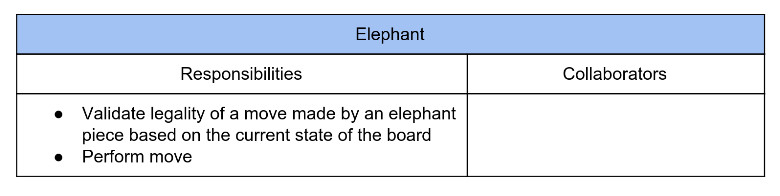 Elephant
Responsibilities
Collaborators
● Validate legality of a move made by an elephant
piece based on the current state of the board
● Perform move